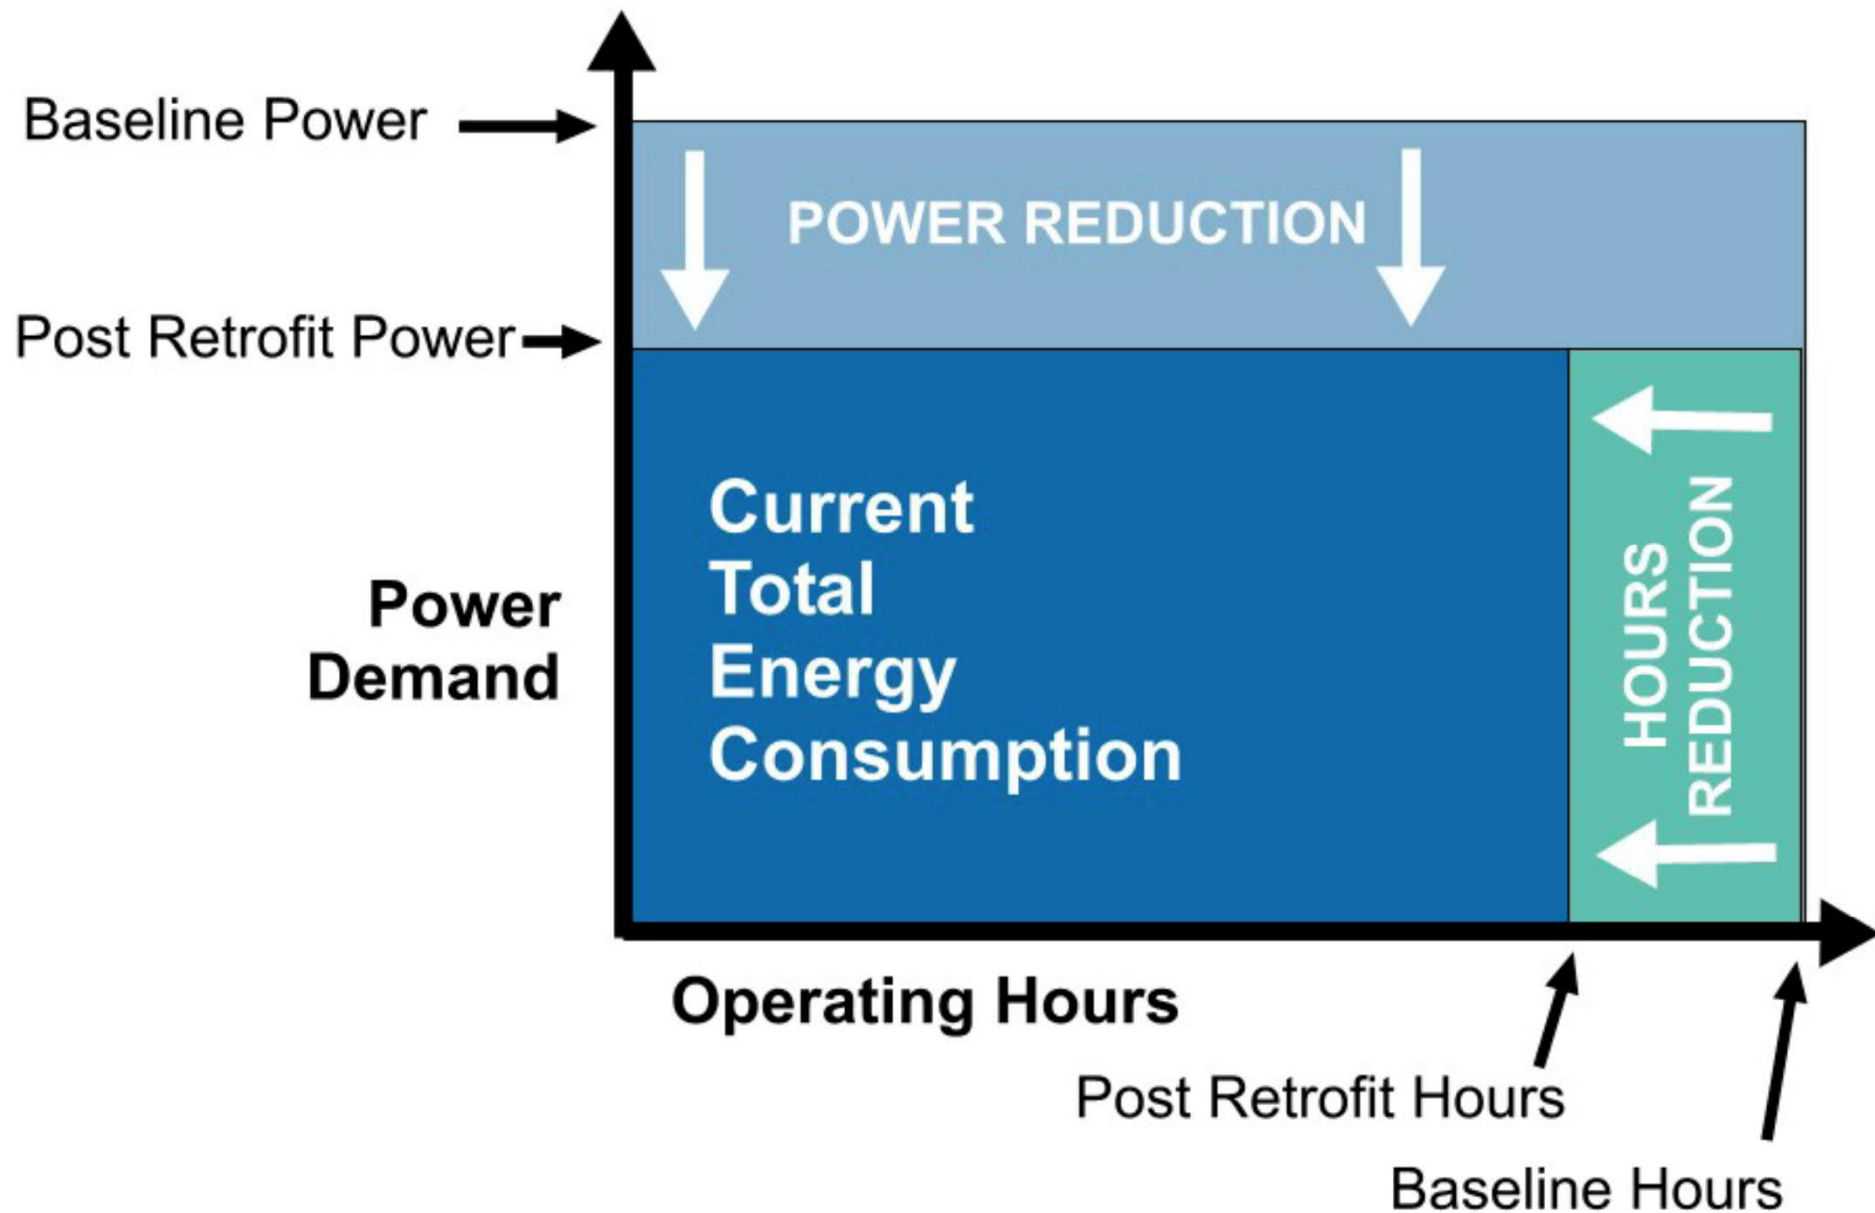 Baseline Power
POWER REDUCTION
Post Retrofit Power
Current
Total
Energy
Consumption
HOURS
REDUCTION
Power
Demand
Operating Hours
Post Retrofit Hours
Baseline Hours